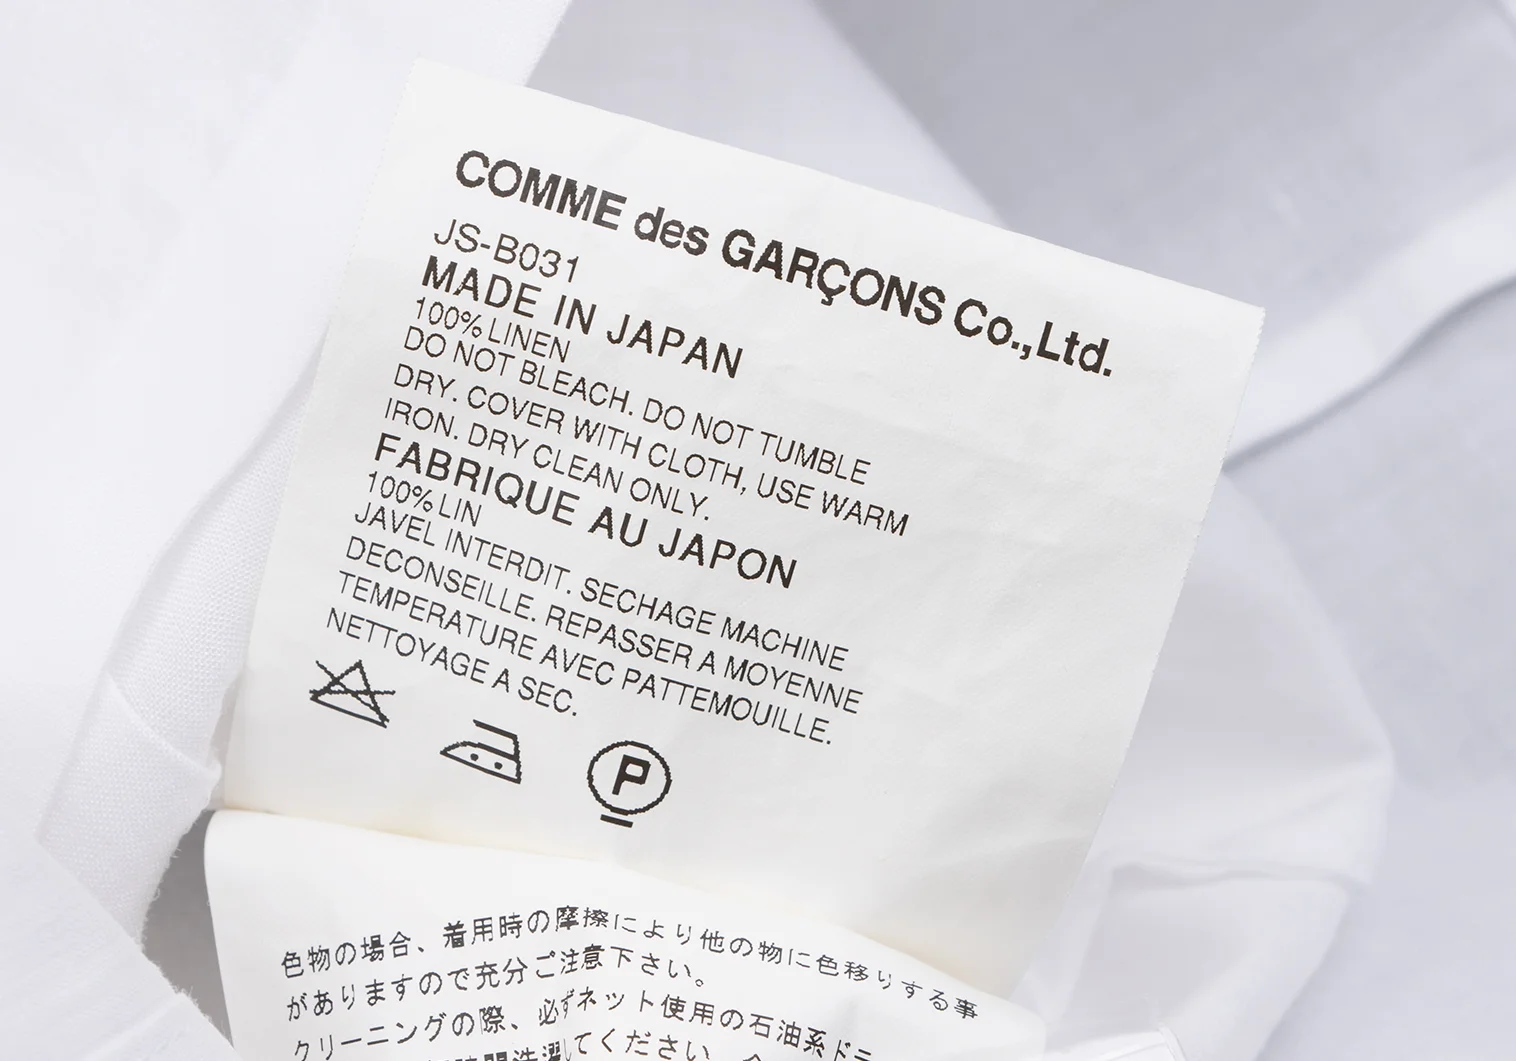 COMME des GARÇONS Co.,Ltd.
JS-B031
MADE IN JAPAN
100% LINEN
DO NOT BLEACH. DO NOT TUMBLE
DRY. COVER WITH CLOTH, USE WARM
IRON. DRY CLEAN ONLY.
FABRIQUE AU JAPON
100% LIN
JAVEL INTERDIT. SECHAGE MACHINE
DECONSEILLE. REPASSER A MOYENNE
TEMPERATURE AVEC PATTEMOUILLE.
NETTOYAGE A SEC.
P
色物の場合、着用時の摩擦により他の物に色移りする事
がありますので充分ご注意下さい。
クリーニングの際、必ずネット使用の石油系ド
てください。